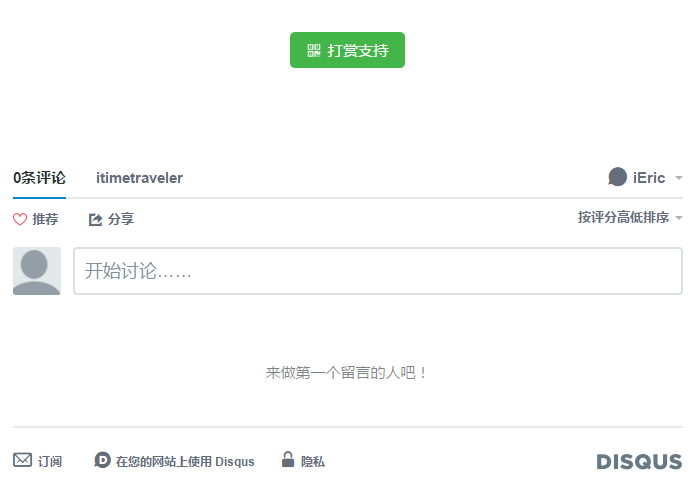 打赏支持
0条评论 itimetraveler iEric
推荐 分享 按评分高低排序
开始讨论……
来做第一个留言的人吧！
订阅 在您的网站上使用 Disqus 隐私 DISQUS